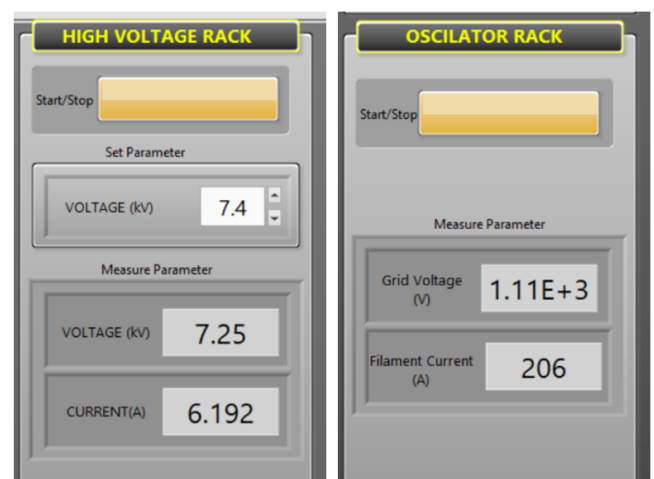 HIGH VOLTAGE RACK
Start/Stop
Set Parameter
VOLTAGE (kV)
7.4
Measure Parameter
VOLTAGE (kV)
7.25
CURRENT(A)
6.192
OSCILATOR RACK
Start/Stop
Measure Parameter
Grid Voltage
(V)
1.11E+3
Filament Current
(A)
206